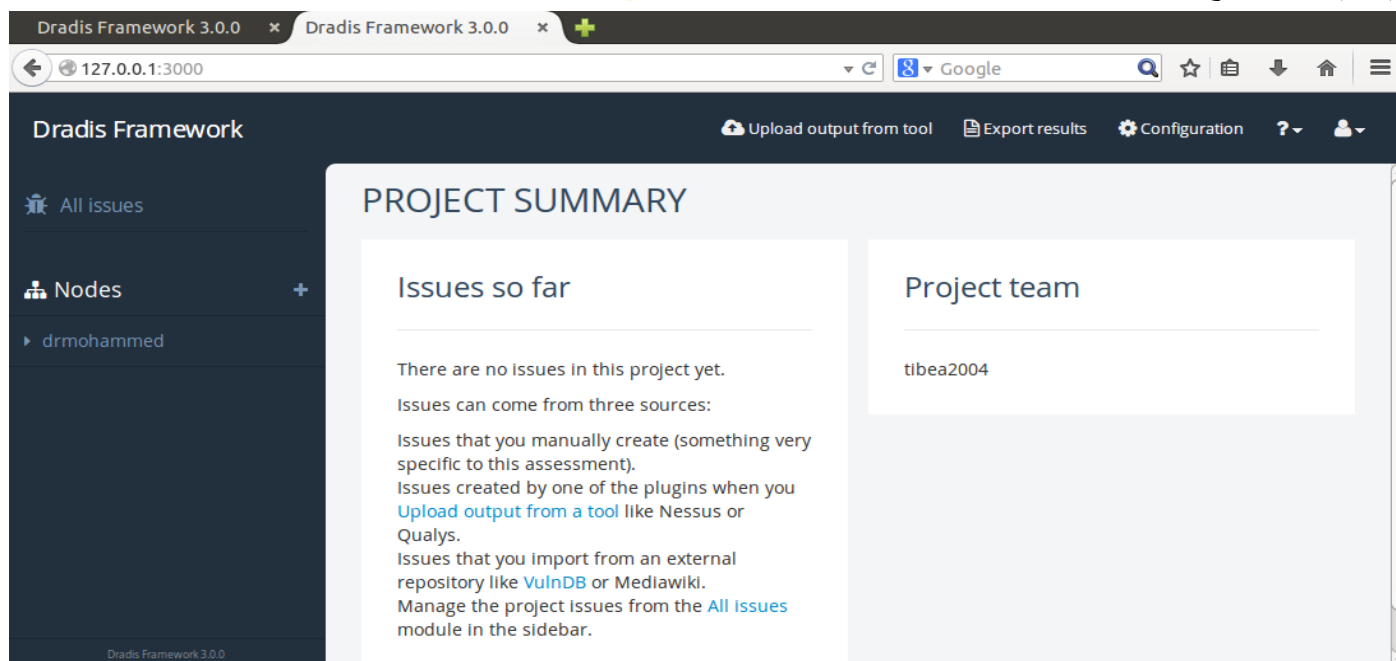 Dradis Framework 3.0.0 × Dradis Framework 3.0.0 ×
127.0.0.1:3000 Google
Dradis Framework Upload output from tool Export results Configuration ?
All issues
Nodes +
drmohammed
Dradis Framework 3.0.0
PROJECT SUMMARY
Issues so far
There are no issues in this project yet.
Issues can come from three sources:
Issues that you manually create (something very
specific to this assessment).
Issues created by one of the plugins when you
Upload output from a tool like Nessus or
Qualys.
Issues that you import from an external
repository like VulnDB or Mediawiki.
Manage the project issues from the All issues
module in the sidebar.
Project team
tibea2004